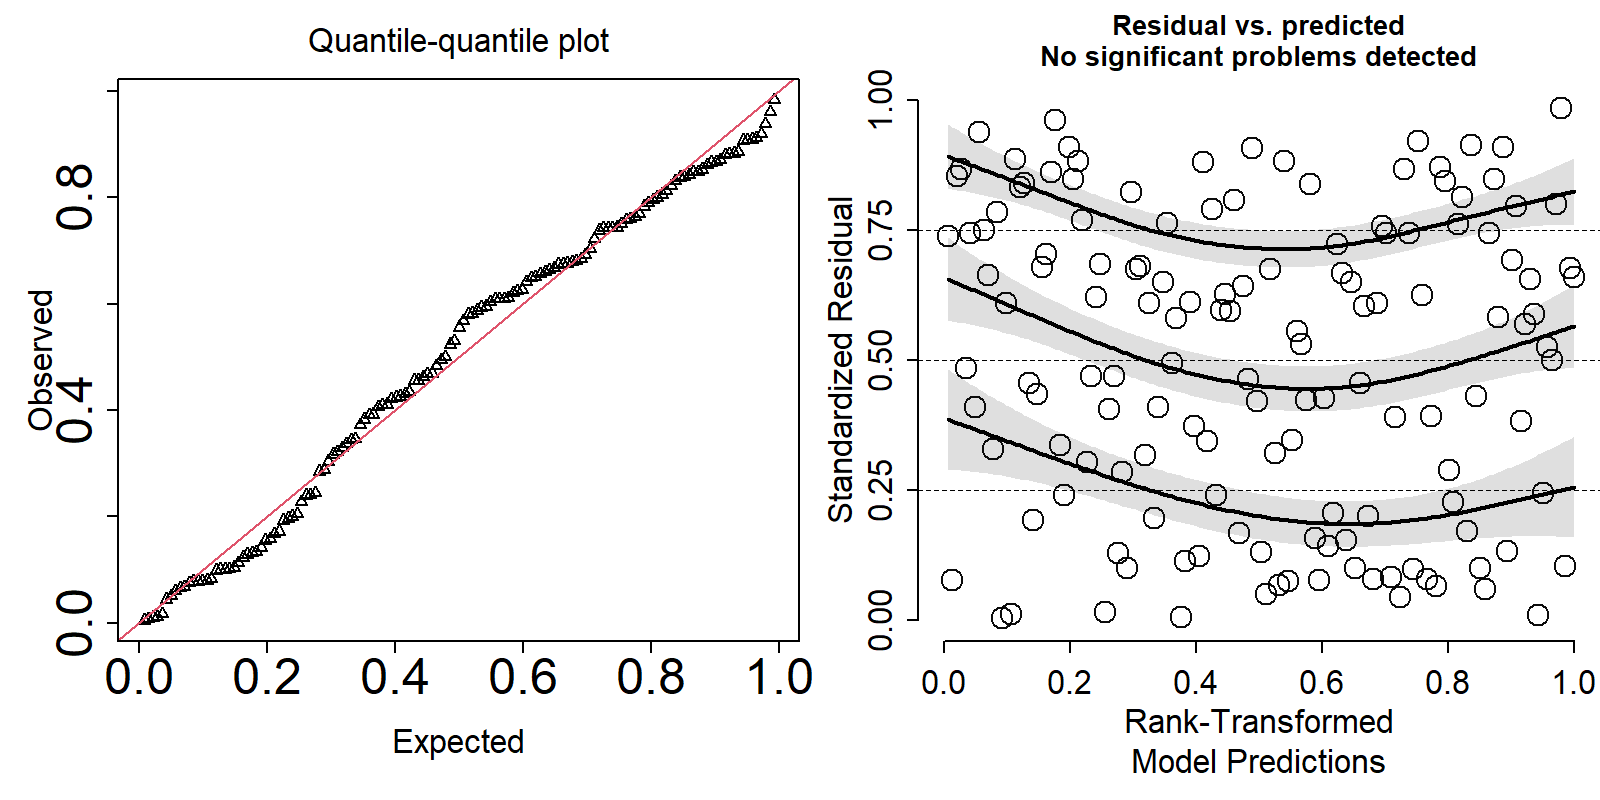 Quantile-quantile plot
Observed
0.0 0.4 0.8
0.0 0.2 0.4 0.6 0.8 1.0
Expected
Residual vs. predicted
No significant problems detected
Standardized Residual
0.00 0.25 0.50 0.75 1.00
0.0 0.2 0.4 0.6 0.8 1.0
Rank-Transformed
Model Predictions